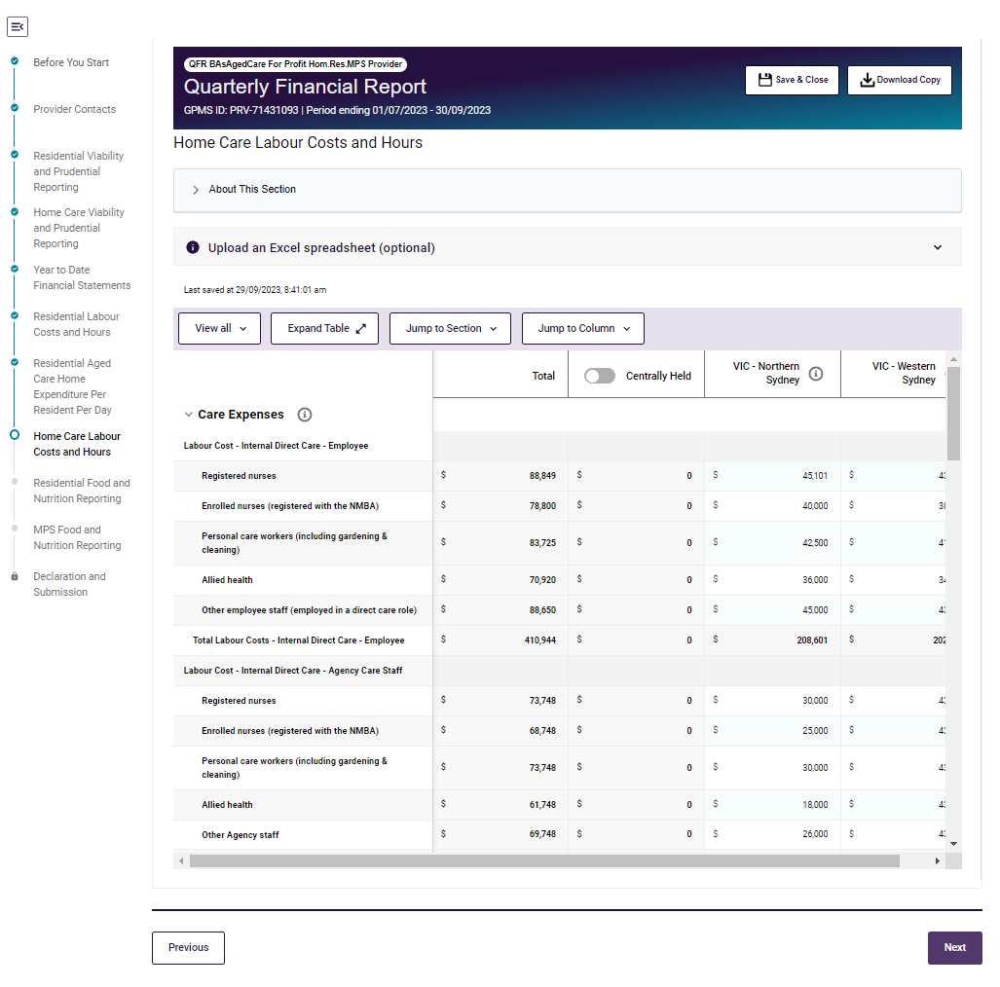 Before You Start
Provider Contacts
Residential Viability
and Prudential
Reporting
Home Care Viability
and Prudential
Reporting
Year to Date
Financial Statements
Residential Labour
Costs and Hours
Residential Aged
Care Home
Expenditure Per
Resident Per Day
Home Care Labour
Costs and Hours
Residential Food and
Nutrition Reporting
MPS Food and
Nutrition Reporting
Declaration and
Submission
QFR BAsAgedCare For Profit Hom.Res.MPS Provider
Quarterly Financial Report
GPMS ID: PRV-71431093 | Period ending 01/07/2023 - 30/09/2023
Save & Close
Download Copy
Home Care Labour Costs and Hours
About This Section
Upload an Excel spreadsheet (optional)
Last saved at 29/09/2023, 8:41:01 am
View all
Expand Table
Jump to Section
Jump to Column
Total
Centrally Held
VIC - Northern
Sydney
VIC - Western
Sydney
Care Expenses
Labour Cost - Internal Direct Care - Employee
Registered nurses $ 88,849 $ 0 $ 45,101 $
Enrolled nurses (registered with the NMBA) $ 78,800 $ 0 $ 40,000 $
Personal care workers (including gardening &
cleaning) $ 83,725 $ 0 $ 42,500 $
Allied health $ 70,920 $ 0 $ 36,000 $
Other employee staff (employed in a direct care role) $ 88,650 $ 0 $ 45,000 $
Total Labour Costs - Internal Direct Care - Employee $ 410,944 $ 0 $ 208,601 $
Labour Cost - Internal Direct Care - Agency Care Staff
Registered nurses $ 73,748 $ 0 $ 30,000 $
Enrolled nurses (registered with the NMBA) $ 68,748 $ 0 $ 25,000 $
Personal care workers (including gardening &
cleaning) $ 73,748 $ 0 $ 30,000 $
Allied health $ 61,748 $ 0 $ 18,000 $
Other Agency staff $ 69,748 $ 0 $ 26,000 $
Previous
Next